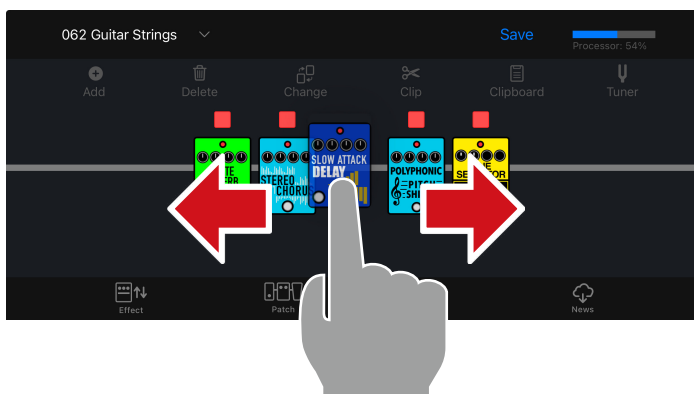 062 Guitar Strings
Save
Processor: 54%
Add
Delete
Change
Clip
Clipboard
Tuner
SLOW ATTACK
DELAY
STEREO
CHORUS
POLYPHONIC
PITCH
Effect
Patch
News